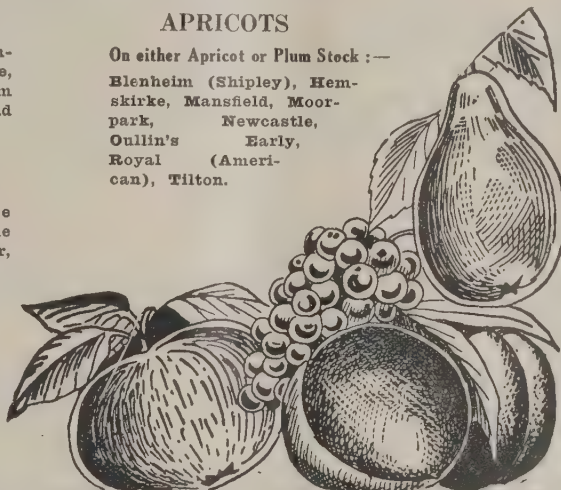 APRICOTS
On either Apricot or Plum Stock :—
Blenheim (Shipley), Hem-
skirke, Mansfield, Moor-
park, Newcastle,
Oullin's Early,
Royal (Ameri-
can), Tilton.